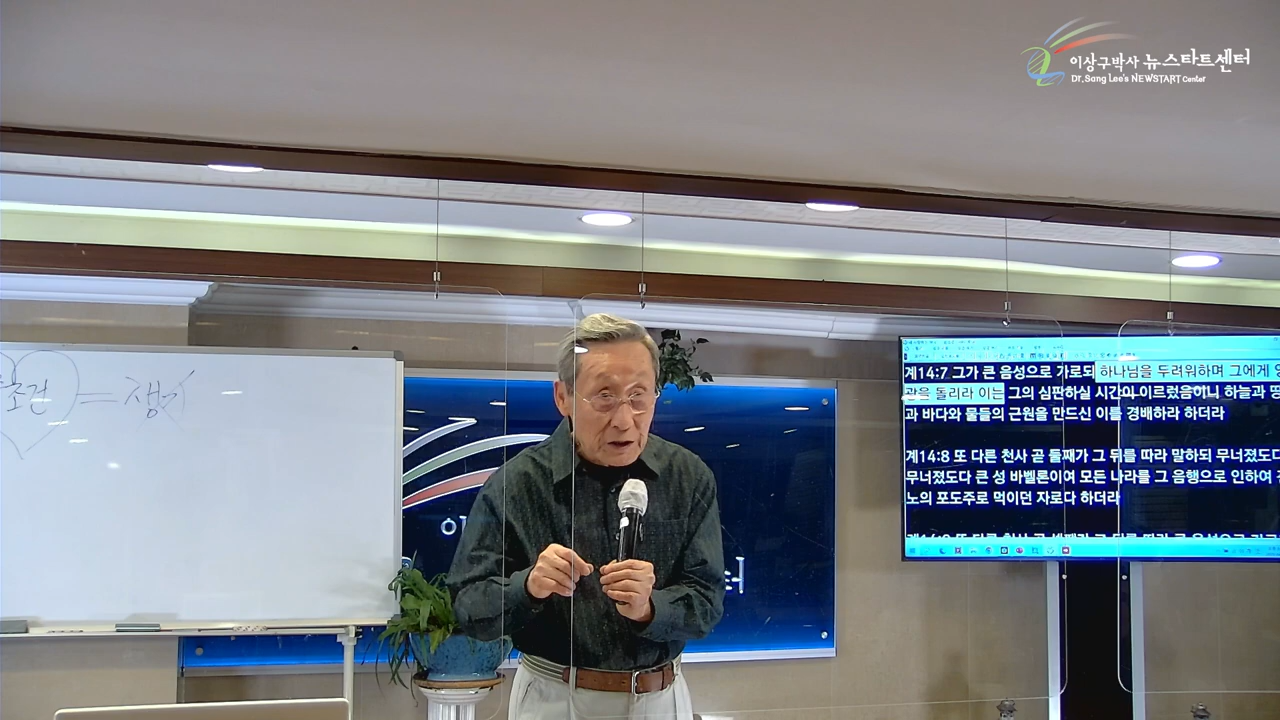 이상구박사 뉴스타트센터
Dr. Sang Lee's NEWSTART Center
조건 = 생기
계14:7 그가 큰 음성으로 가로되 하나님을 두려워하며 그에게 영
광을 돌리라 이는 그의 심판하실 시간이 이르렀음이니 하늘과 땅
과 바다와 물들의 근원을 만드신 이를 경배하라 하더라
계14:8 또 다른 천사 곧 둘째가 그 뒤를 따라 말하되 무너졌도다
무너졌도다 큰 성 바벨론이여 모든 나라를 그 음행으로 인하여
노의 포도주로 먹이던 자로다 하더라